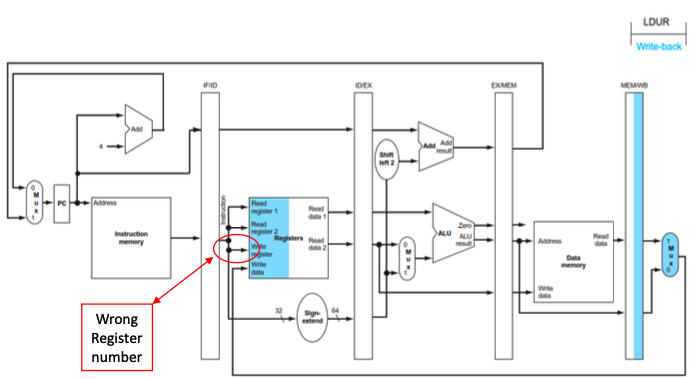 LDUR
Write-back
IF/ID
ID/EX
EX/MEM
MEM/WB
Add
4
Shift
left 2
Add
Add
result
0
M
u
x
1
PC
Address
Instruction
memory
Instruction
Read
register 1
Read
register 2
Write
register
Write
data
Registers
Read
data 1
Read
data 2
0
M
u
x
1
ALU
Zero
ALU
result
Address
Read
data
Data
memory
Write
data
1
M
u
x
0
32
Sign-
extend
64
Wrong
Register
number